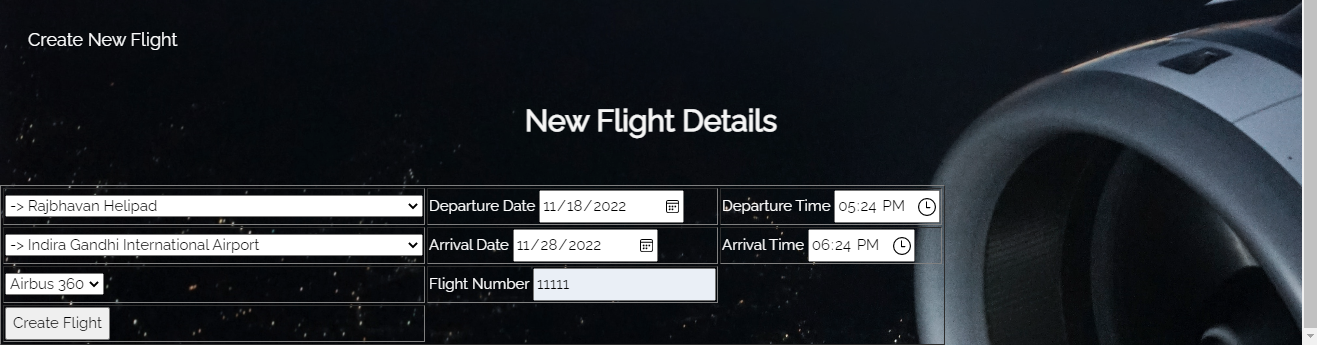 Create New Flight
New Flight Details
-> Rajbhavan Helipad Departure Date 11/18/2022 Departure Time 05:24 PM
-> Indira Gandhi International Airport Arrival Date 11/28/2022 Arrival Time 06:24 PM
Airbus 360 Flight Number 11111
Create Flight